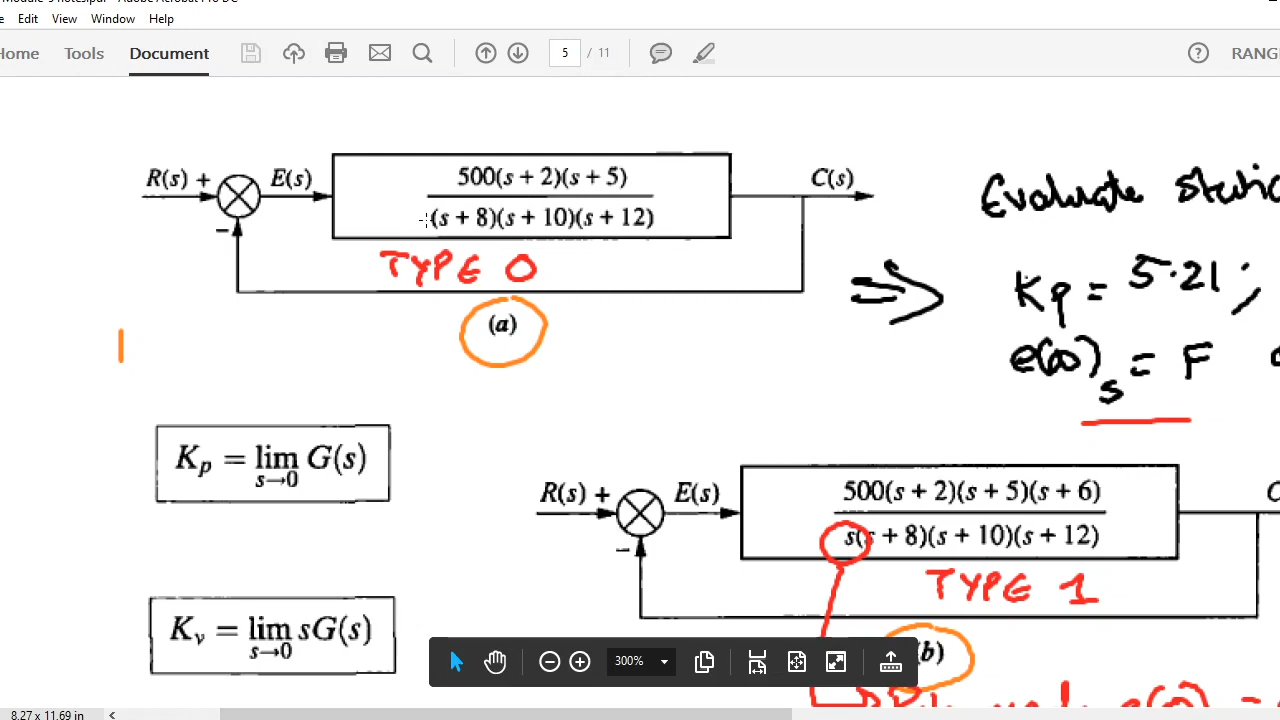 Edit View Window Help
Home Tools Document 5 / 11 RANG
R(s) + E(s) 500(s + 2)(s + 5) C(s)
(s + 8)(s + 10)(s + 12)
−
TYPE 0
(a)
Evaluate static
Kp = 5.21 ;
e(∞)s = F
Kp = lim G(s)
s→0
R(s) + E(s) 500(s + 2)(s + 5)(s + 6) C
s(s + 8)(s + 10)(s + 12)
−
TYPE 1
Kv = lim sG(s)
s→0
300%
(b)
8.27 x 11.69 in